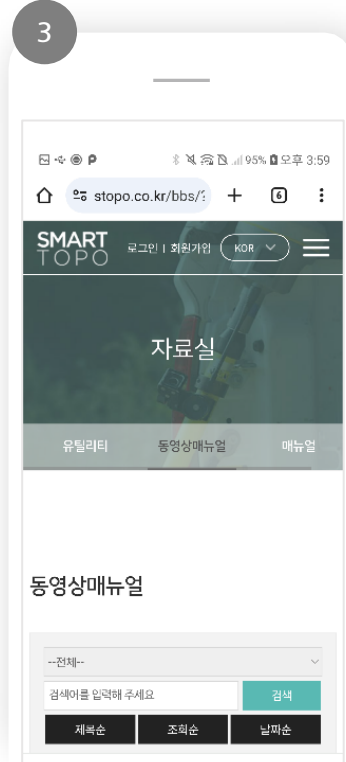 3
95% 오후 3:59
stopo.co.kr/bbs/? + 6
SMART
TOPO
로그인 | 회원가입 KOR
자료실
유틸리티 동영상매뉴얼 매뉴얼
동영상매뉴얼
--전체--
검색어를 입력해 주세요 검색
제목순 조회순 날짜순